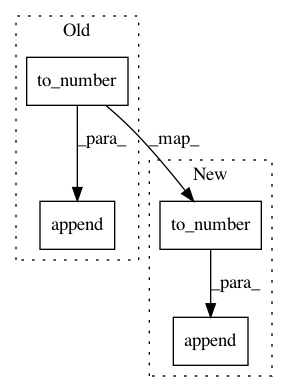 Old
to_number
_para_
_map_
New
append
to_number
_para_
append